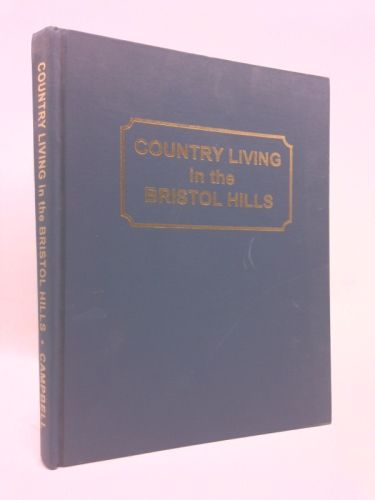 COUNTRY LIVING in the BRISTOL HILLS • CAMPBELL
COUNTRY LIVING
in the
BRISTOL HILLS